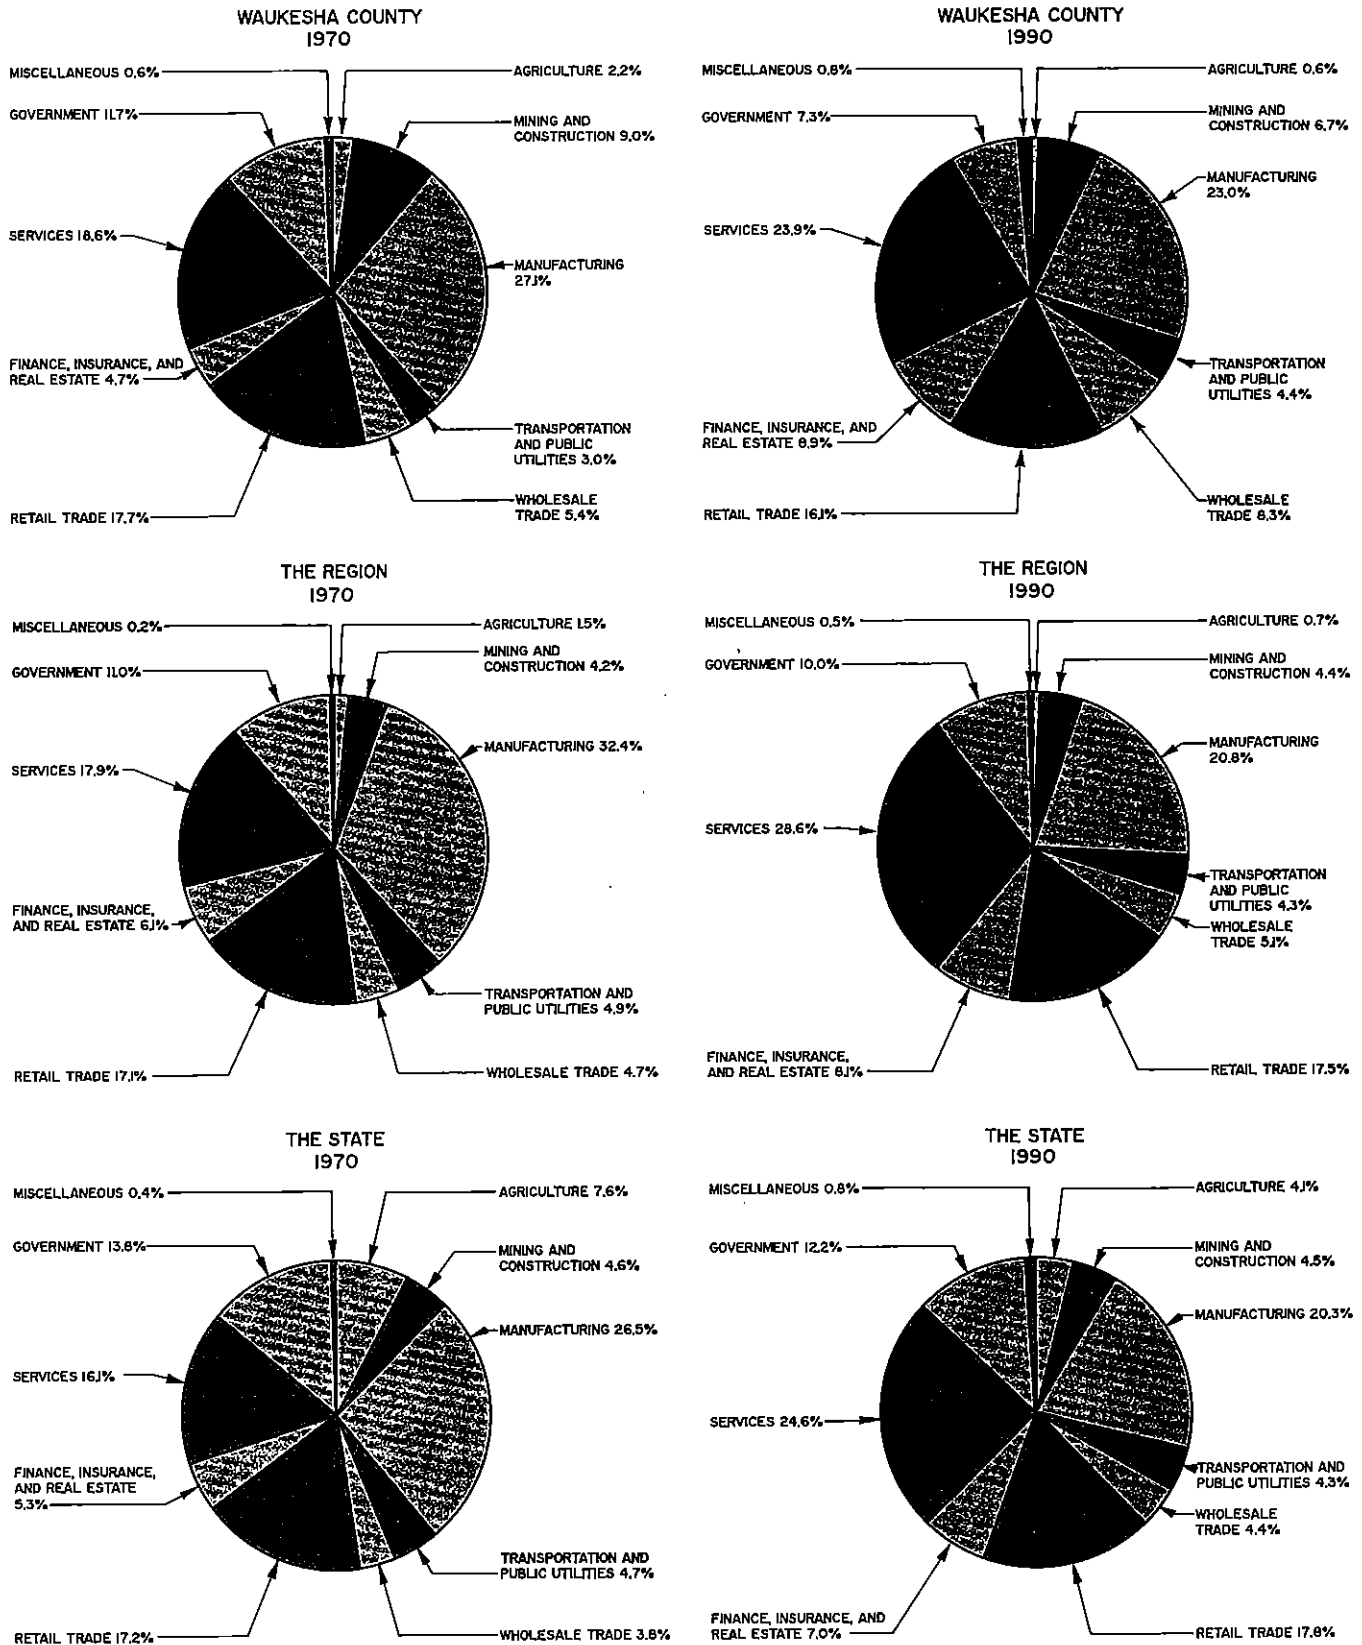 WAUKESHA COUNTY
1970
MISCELLANEOUS 0.6%
AGRICULTURE 2.2%
GOVERNMENT 11.7%
MINING AND
CONSTRUCTION 9.0%
SERVICES 18.6%
MANUFACTURING
27.1%
FINANCE, INSURANCE, AND
REAL ESTATE 4.7%
TRANSPORTATION
AND PUBLIC
UTILITIES 3.0%
WHOLESALE
TRADE 5.4%
RETAIL TRADE 17.7%
WAUKESHA COUNTY
1990
MISCELLANEOUS 0.8%
AGRICULTURE 0.6%
GOVERNMENT 7.3%
MINING AND
CONSTRUCTION 6.7%
MANUFACTURING
23.0%
SERVICES 23.9%
TRANSPORTATION
AND PUBLIC
UTILITIES 4.4%
FINANCE, INSURANCE, AND
REAL ESTATE 8.9%
WHOLESALE
TRADE 8.3%
RETAIL TRADE 16.1%
THE REGION
1970
MISCELLANEOUS 0.2%
AGRICULTURE 1.5%
GOVERNMENT 11.0%
MINING AND
CONSTRUCTION 4.2%
MANUFACTURING 32.4%
SERVICES 17.9%
FINANCE, INSURANCE,
AND REAL ESTATE 6.1%
TRANSPORTATION AND
PUBLIC UTILITIES 4.9%
RETAIL TRADE 17.1%
WHOLESALE TRADE 4.7%
THE REGION
1990
MISCELLANEOUS 0.5%
AGRICULTURE 0.7%
GOVERNMENT 10.0%
MINING AND
CONSTRUCTION 4.4%
MANUFACTURING
20.8%
SERVICES 28.6%
TRANSPORTATION
AND PUBLIC
UTILITIES 4.3%
WHOLESALE
TRADE 5.1%
FINANCE, INSURANCE,
AND REAL ESTATE 8.1%
RETAIL TRADE 17.5%
THE STATE
1970
MISCELLANEOUS 0.4%
AGRICULTURE 7.6%
GOVERNMENT 13.8%
MINING AND
CONSTRUCTION 4.6%
MANUFACTURING 26.5%
SERVICES 16.1%
FINANCE, INSURANCE,
AND REAL ESTATE
5.3%
TRANSPORTATION AND
PUBLIC UTILITIES 4.7%
RETAIL TRADE 17.2%
WHOLESALE TRADE 3.8%
THE STATE
1990
MISCELLANEOUS 0.8%
AGRICULTURE 4.1%
GOVERNMENT 12.2%
MINING AND
CONSTRUCTION 4.5%
MANUFACTURING 20.3%
SERVICES 24.6%
TRANSPORTATION AND
PUBLIC UTILITIES 4.3%
WHOLESALE
TRADE 4.4%
FINANCE, INSURANCE, AND
REAL ESTATE 7.0%
RETAIL TRADE 17.8%